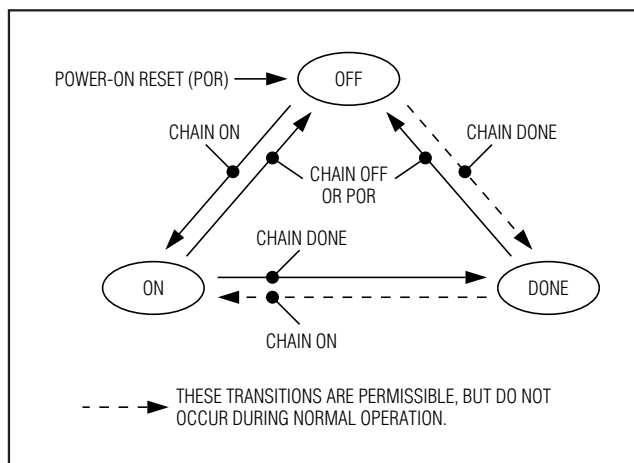 POWER-ON RESET (POR)
OFF
CHAIN ON
CHAIN DONE
CHAIN OFF
OR POR
CHAIN DONE
ON
DONE
CHAIN ON
THESE TRANSITIONS ARE PERMISSIBLE, BUT DO NOT
OCCUR DURING NORMAL OPERATION.